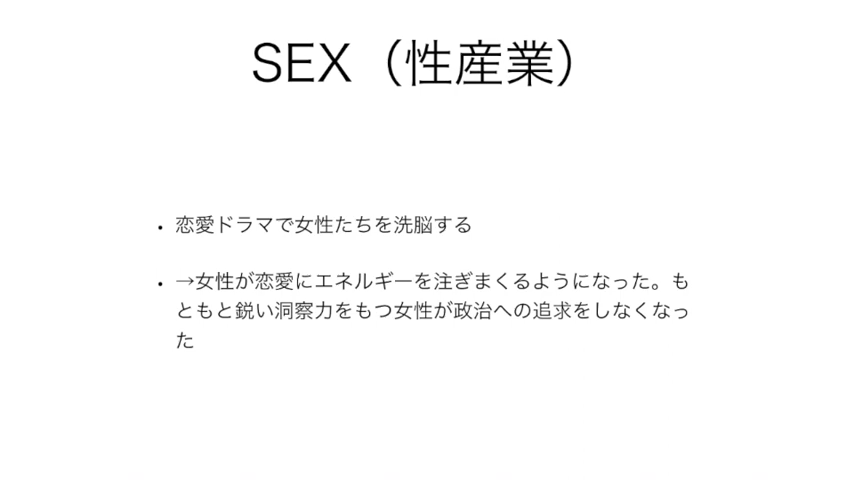 SEX（性産業）
• 恋愛ドラマで女性たちを洗脳する
• →女性が恋愛にエネルギーを注ぎまくるようになった。も
ともと鋭い洞察力をもつ女性が政治への追求をしなくなっ
た